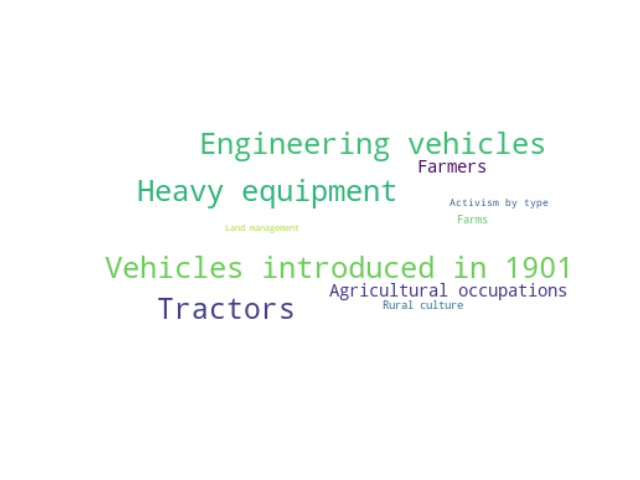 Engineering vehicles
Farmers
Heavy equipment
Activism by type
Farms
Land management
Vehicles introduced in 1901
Agricultural occupations
Tractors
Rural culture